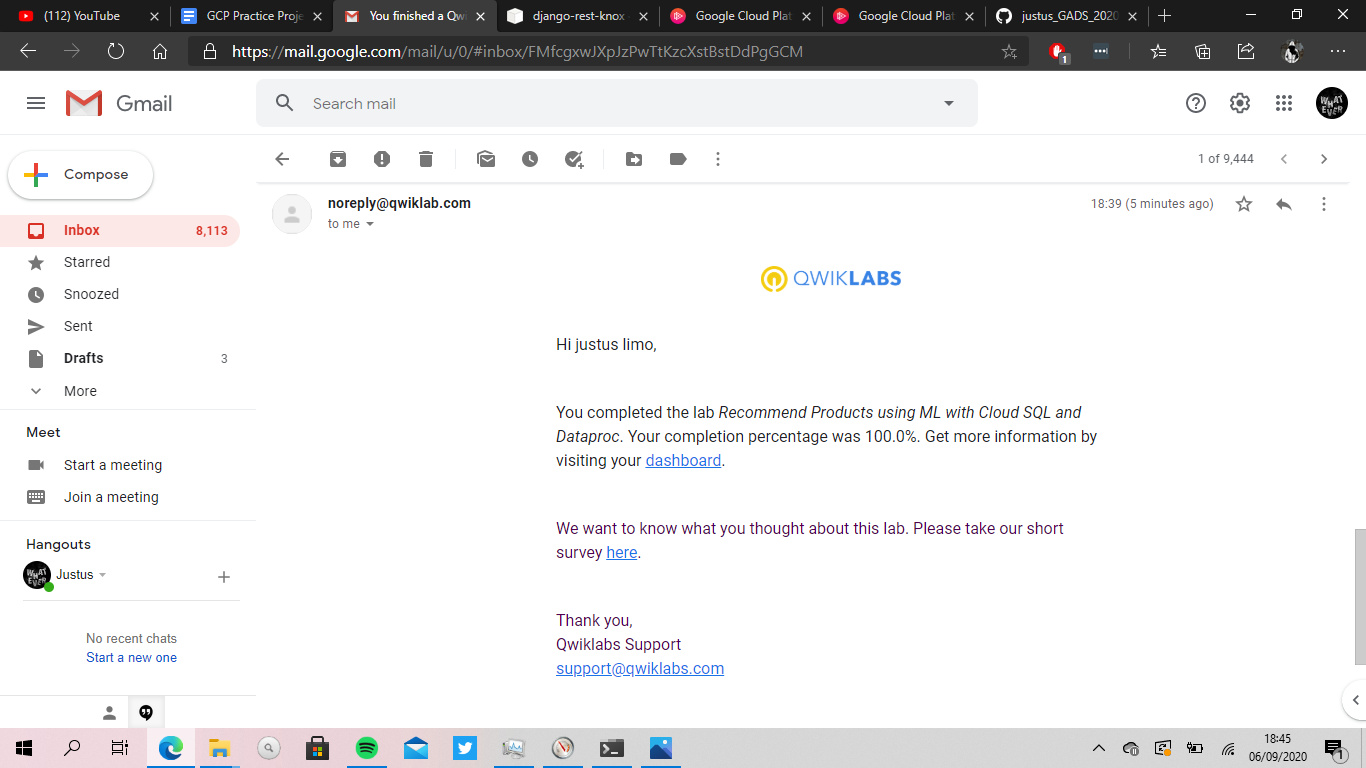 (112) YouTube
GCP Practice Proje
You finished a Qwi
django-rest-knox
Google Cloud Plat
Google Cloud Plat
justus_GADS_2020
https://mail.google.com/mail/u/0/#inbox/FMfcgxwJXpJzPwTtKzcXstBstDdPgGCM
1
Gmail
Search mail
WHAT EVER
Compose
1 of 9,444
Inbox 8,113
Starred
Snoozed
Sent
Drafts 3
More
Meet
Start a meeting
Join a meeting
Hangouts
Justus
No recent chats
Start a new one
noreply@qwiklab.com
18:39 (5 minutes ago)
to me
QWIKLABS
Hi justus limo,
You completed the lab Recommend Products using ML with Cloud SQL and
Dataproc. Your completion percentage was 100.0%. Get more information by
visiting your dashboard.
We want to know what you thought about this lab. Please take our short
survey here.
Thank you,
Qwiklabs Support
support@qwiklabs.com
18:45
06/09/2020
1